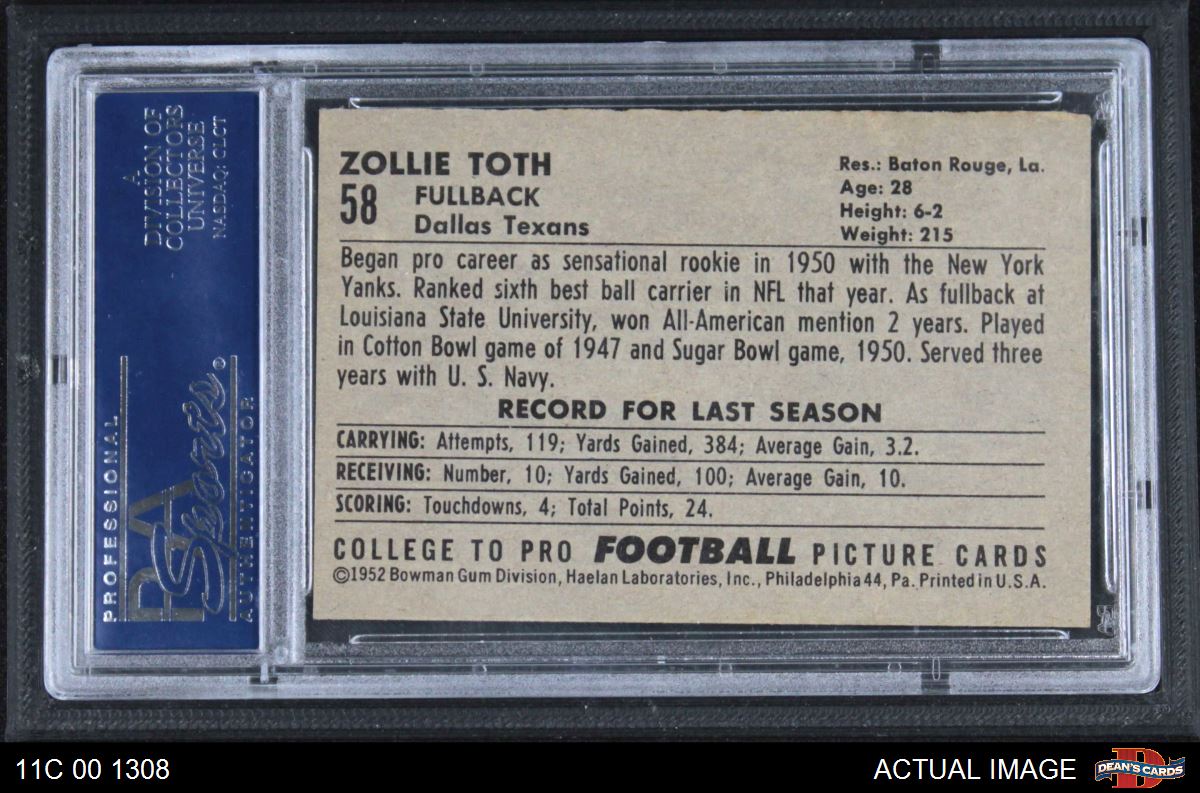 A
DIVISION OF
COLLECTORS
UNIVERSE
NASDAQ: CLCT
PROFESSIONAL
PSA
Sports®
AUTHENTICATOR
ZOLLIE TOTH
58 FULLBACK
Dallas Texans
Res.: Baton Rouge, La.
Age: 28
Height: 6-2
Weight: 215
Began pro career as sensational rookie in 1950 with the New York
Yanks. Ranked sixth best ball carrier in NFL that year. As fullback at
Louisiana State University, won All-American mention 2 years. Played
in Cotton Bowl game of 1947 and Sugar Bowl game, 1950. Served three
years with U. S. Navy.
RECORD FOR LAST SEASON
CARRYING: Attempts, 119; Yards Gained, 384; Average Gain, 3.2.
RECEIVING: Number, 10; Yards Gained, 100; Average Gain, 10.
SCORING: Touchdowns, 4; Total Points, 24.
COLLEGE TO PRO FOOTBALL PICTURE CARDS
©1952 Bowman Gum Division, Haelan Laboratories, Inc., Philadelphia 44, Pa. Printed in U.S.A.
11C 00 1308
ACTUAL IMAGE
DEAN'S CARDS